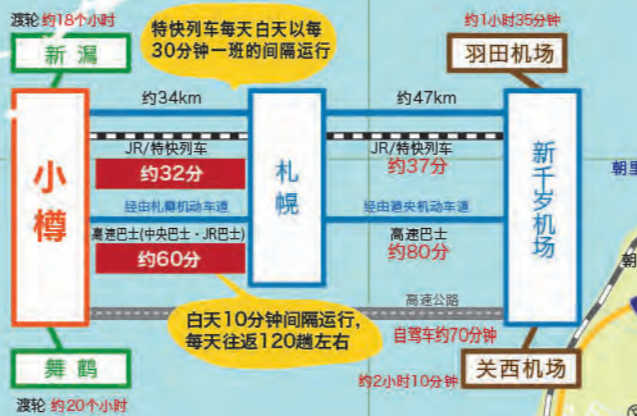 渡轮 约18个小时
新 潟
特快列车每天白天以每
30分钟一班的间隔运行
约1小时35分钟
羽田机场
约34km
约47km
JR/特快列车
约32分
JR/特快列车
约37分
小樽
札幌
新千岁机场
朝里
经由札樽机动车道
经由道央机动车道
高速巴士(中央巴士・JR巴士)
约60分
高速巴士
约80分
朝
高速公路
白天10分钟间隔运行,
每天往返120趟左右
自驾车约70分钟
舞 鹤
关西机场
约2小时10分钟
渡轮 约20个小时